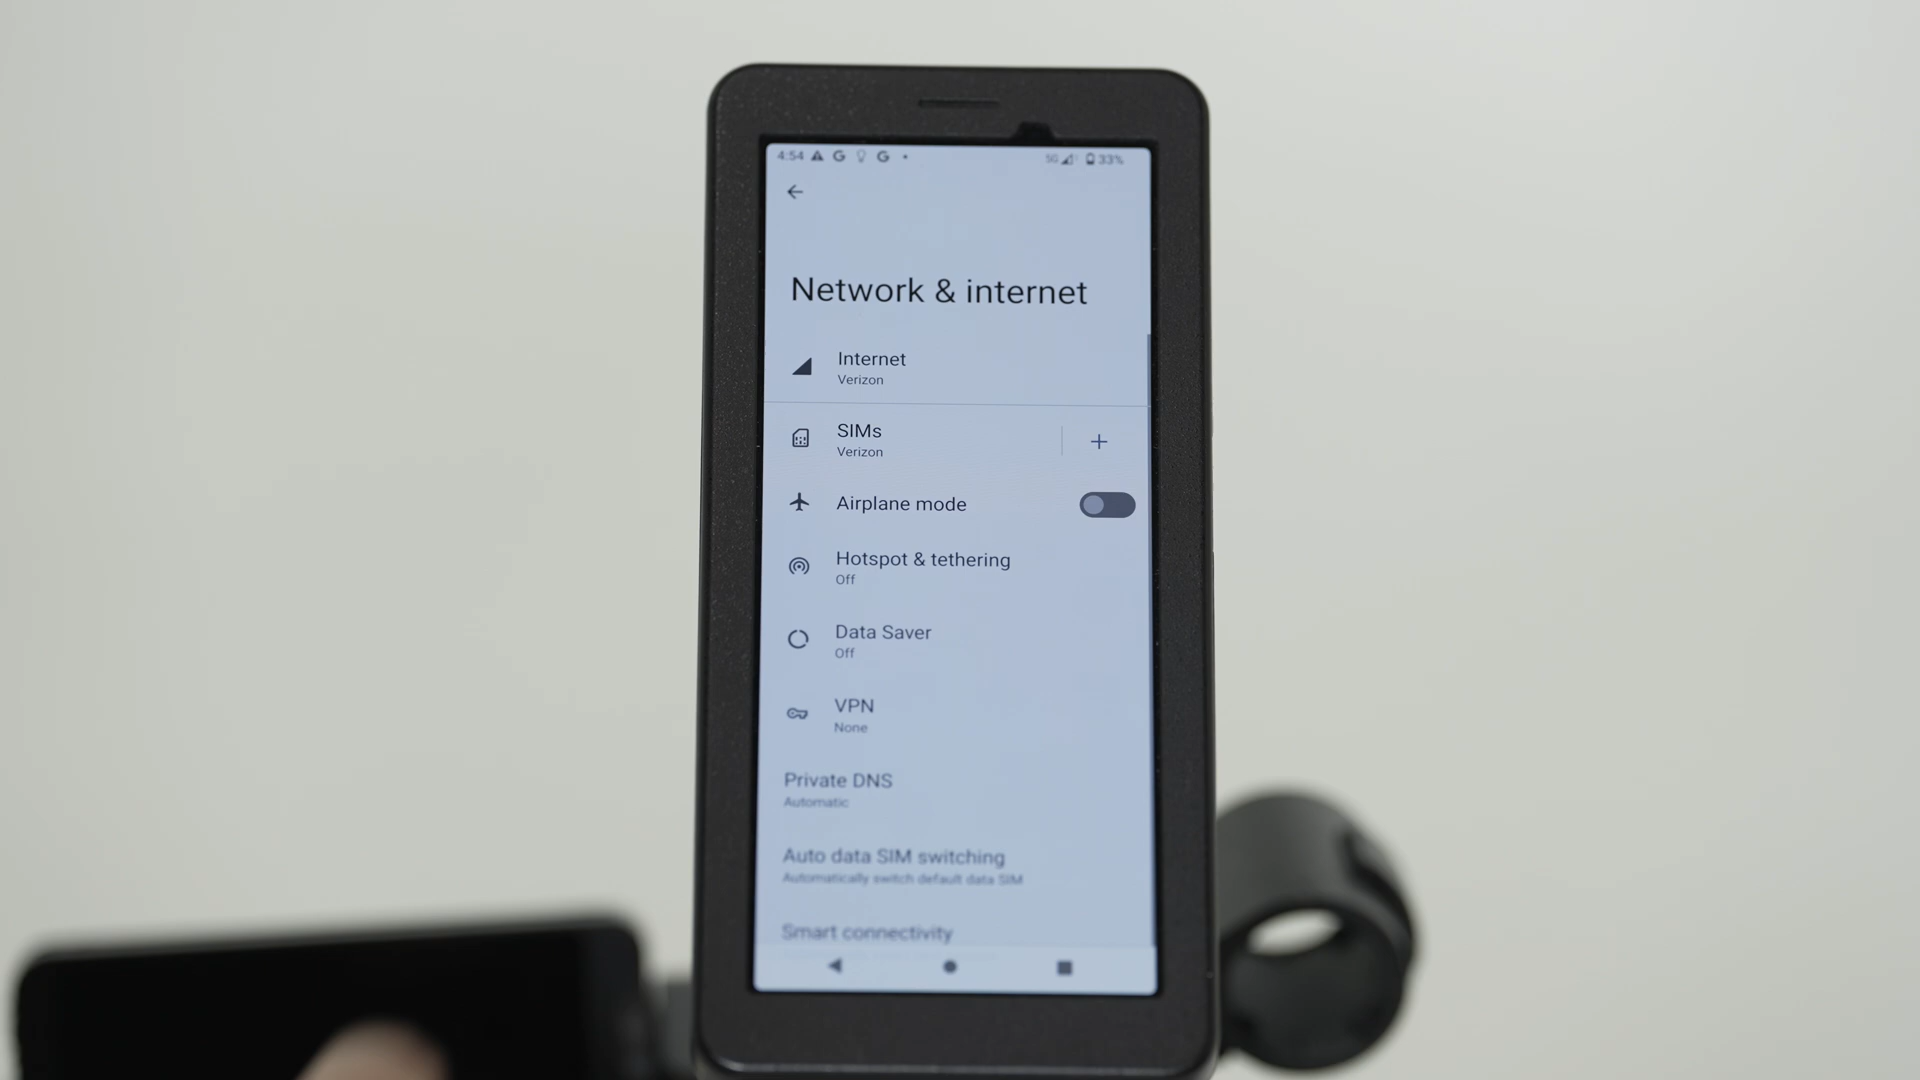 4:54 G G 5G 33%
Network & internet
Internet
Verizon
SIMs
Verizon
Airplane mode
Hotspot & tethering
Off
Data Saver
Off
VPN
None
Private DNS
Automatic
Auto data SIM switching
Automatically switch default data SIM
Smart connectivity